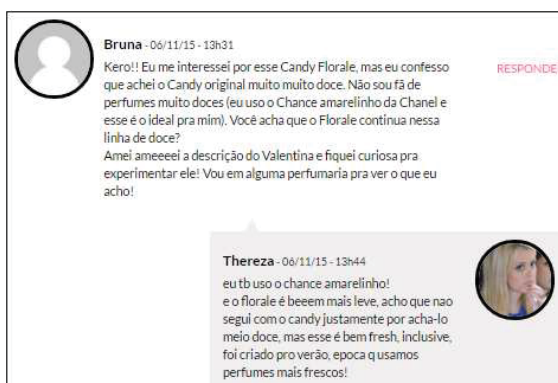 Bruna - 06/11/15 - 13h31
Kero!! Eu me interessei por esse Candy Florale, mas eu confesso
RESPONDE
que achei o Candy original muito muito doce. Não sou fã de
perfumes muito doces (eu uso o Chance amarelinho da Chanel e
esse é o ideal pra mim). Você acha que o Florale continua nessa
linha de doce?
Amei ameeeei a descrição do Valentina e fiquei curiosa pra
experimentar ele! Vou em alguma perfumaria pra ver o que eu
acho!
Thereza - 06/11/15 - 13h44
eu tb uso o chance amarelinho!
e o florale é beeem mais leve, acho que nao
segui com o candy justamente por acha-lo
meio doce, mas esse é bem fresh, inclusive,
foi criado pro verão, epoca q usamos
perfumes mais frescos!